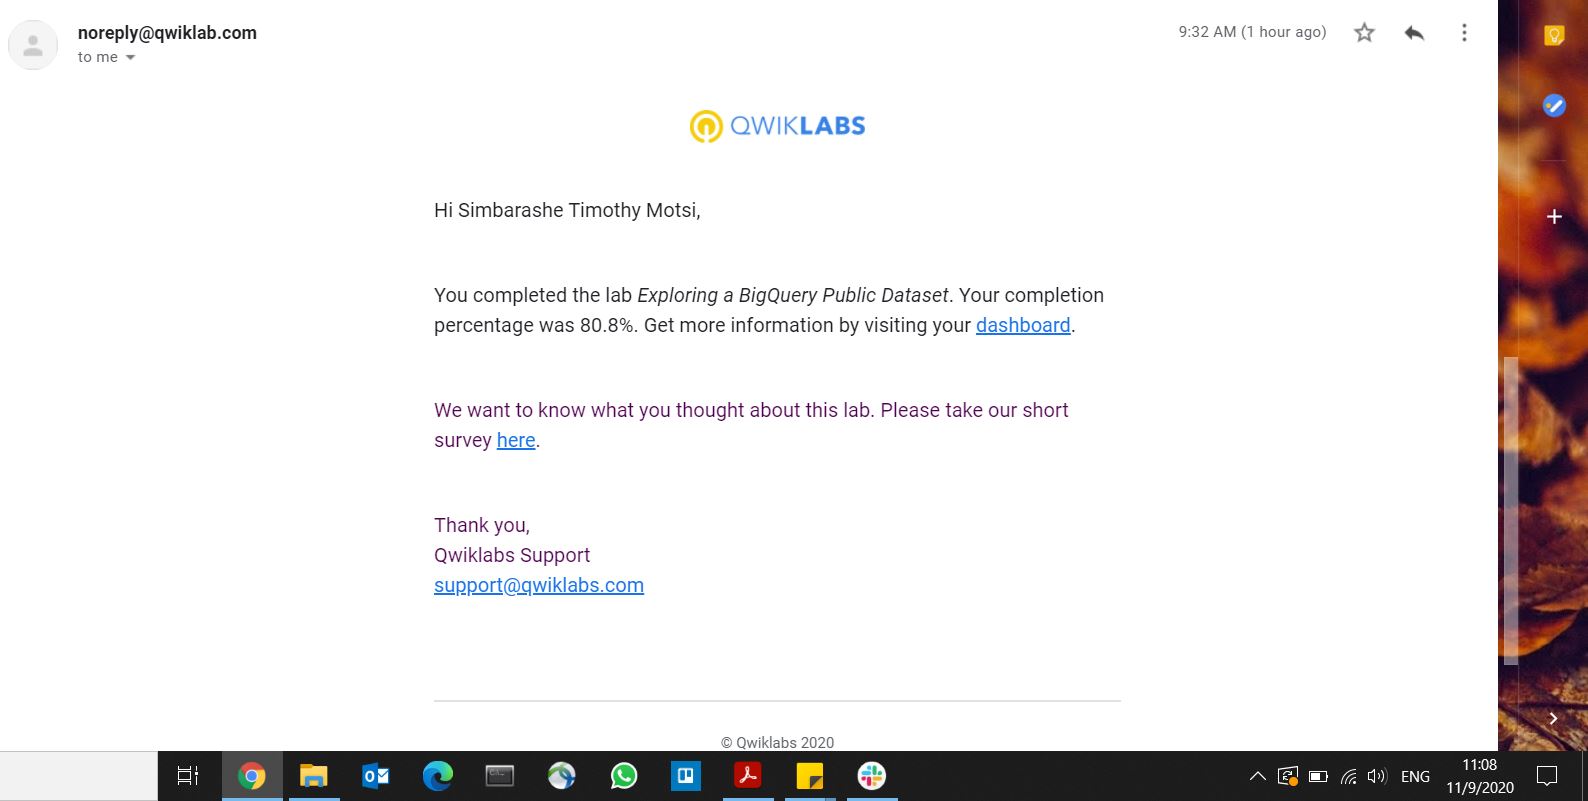 noreply@qwiklab.com
to me
9:32 AM (1 hour ago)
QWIKLABS
Hi Simbarashe Timothy Motsi,
You completed the lab Exploring a BigQuery Public Dataset. Your completion
percentage was 80.8%. Get more information by visiting your dashboard.
We want to know what you thought about this lab. Please take our short
survey here.
Thank you,
Qwiklabs Support
support@qwiklabs.com
© Qwiklabs 2020
ENG
11:08
11/9/2020